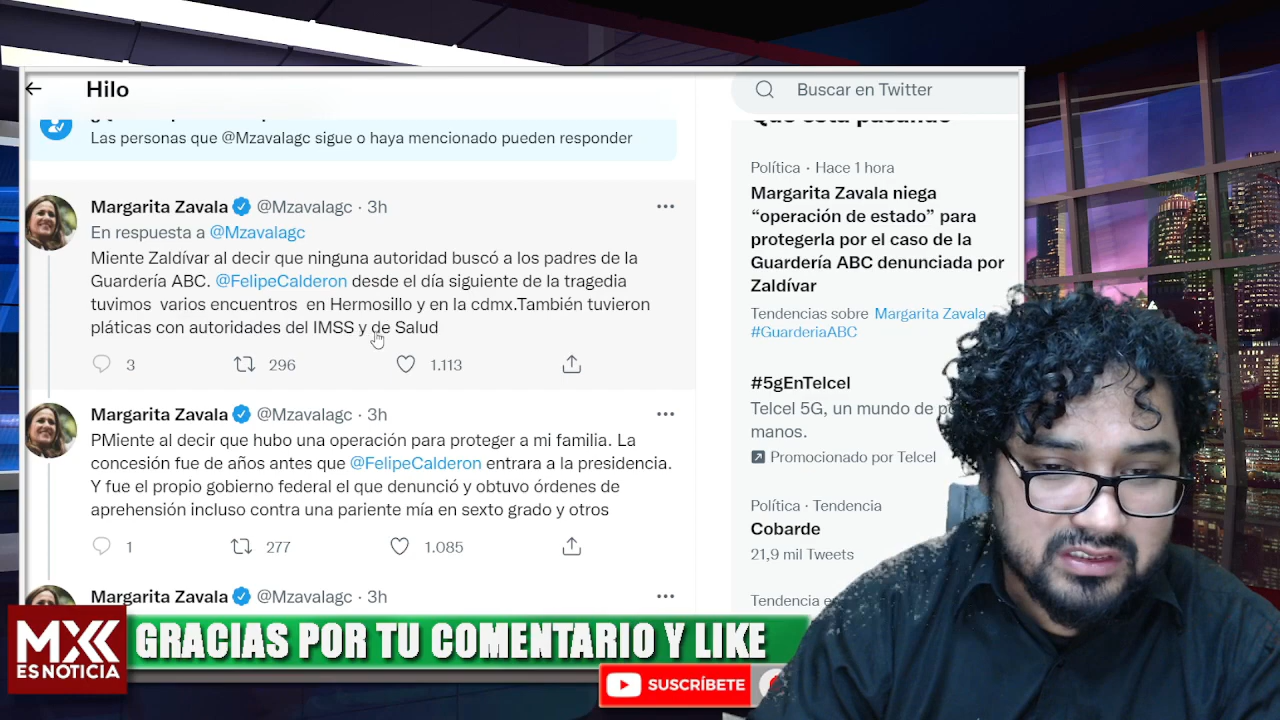 Hilo
Las personas que @Mzavalagc sigue o haya mencionado pueden responder
Margarita Zavala @Mzavalagc · 3h
En respuesta a @Mzavalagc
Miente Zaldívar al decir que ninguna autoridad buscó a los padres de la
Guardería ABC. @FelipeCalderon desde el día siguiente de la tragedia
tuvimos varios encuentros en Hermosillo y en la cdmx.También tuvieron
pláticas con autoridades del IMSS y de Salud
3 296 1.113
Margarita Zavala @Mzavalagc · 3h
PMiente al decir que hubo una operación para proteger a mi familia. La
concesión fue de años antes que @FelipeCalderon entrara a la presidencia.
Y fue el propio gobierno federal el que denunció y obtuvo órdenes de
aprehensión incluso contra una pariente mía en sexto grado y otros
1 277 1.085
Margarita Zavala @Mzavalagc · 3h
Buscar en Twitter
Qué está pasando
Política · Hace 1 hora
Margarita Zavala niega
“operación de estado” para
protegerla por el caso de la
Guardería ABC denunciada por
Zaldívar
Tendencias sobre Margarita Zavala,
#GuarderiaABC
#5gEnTelcel
Telcel 5G, un mundo de
manos.
Promocionado por Telcel
Política · Tendencia
Cobarde
21,9 mil Tweets
Tendencia
MX
ES NOTICIA
GRACIAS POR TU COMENTARIO Y LIKE
SUSCRÍBETE